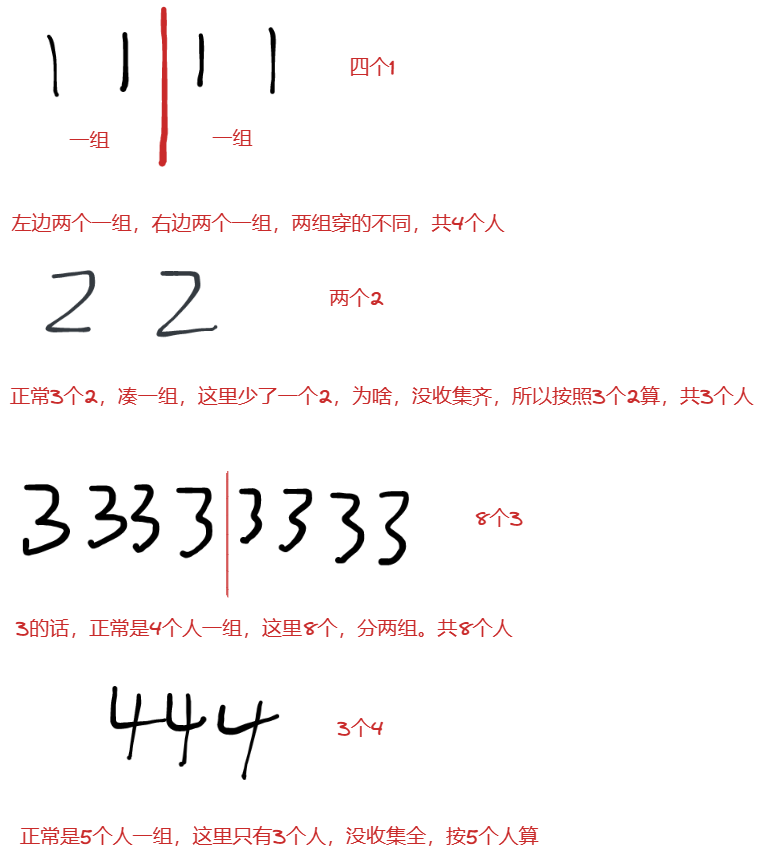 1 1 1 1 四个1
一组 一组
左边两个一组，右边两个一组，两组穿的不同，共4个人
2 2 两个2
正常3个2，凑一组，这里少了一个2，为啥，没收集齐，所以按照3个2算，共3个人
3 3 3 3 3 3 3 3 8个3
3的话，正常是4个人一组，这里8个，分两组。共8个人
4 4 4 3个4
正常是5个人一组，这里只有3个人，没收集全，按5个人算